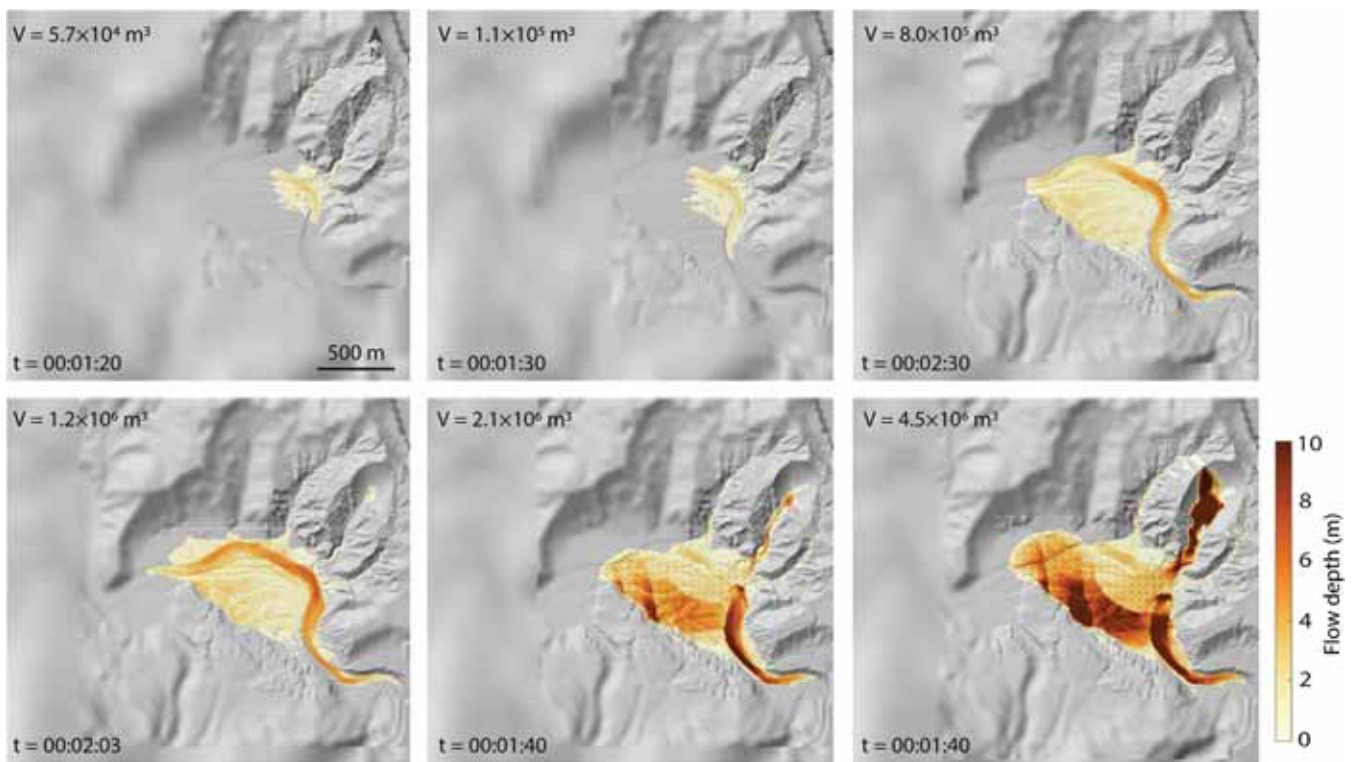 V = 5.7×10⁴ m³
N
t = 00:01:20
500 m
V = 1.1×10⁵ m³
t = 00:01:30
V = 8.0×10⁵ m³
t = 00:02:30
V = 1.2×10⁶ m³
t = 00:02:03
V = 2.1×10⁶ m³
t = 00:01:40
V = 4.5×10⁶ m³
t = 00:01:40
10
8
6
4
2
0
Flow depth (m)